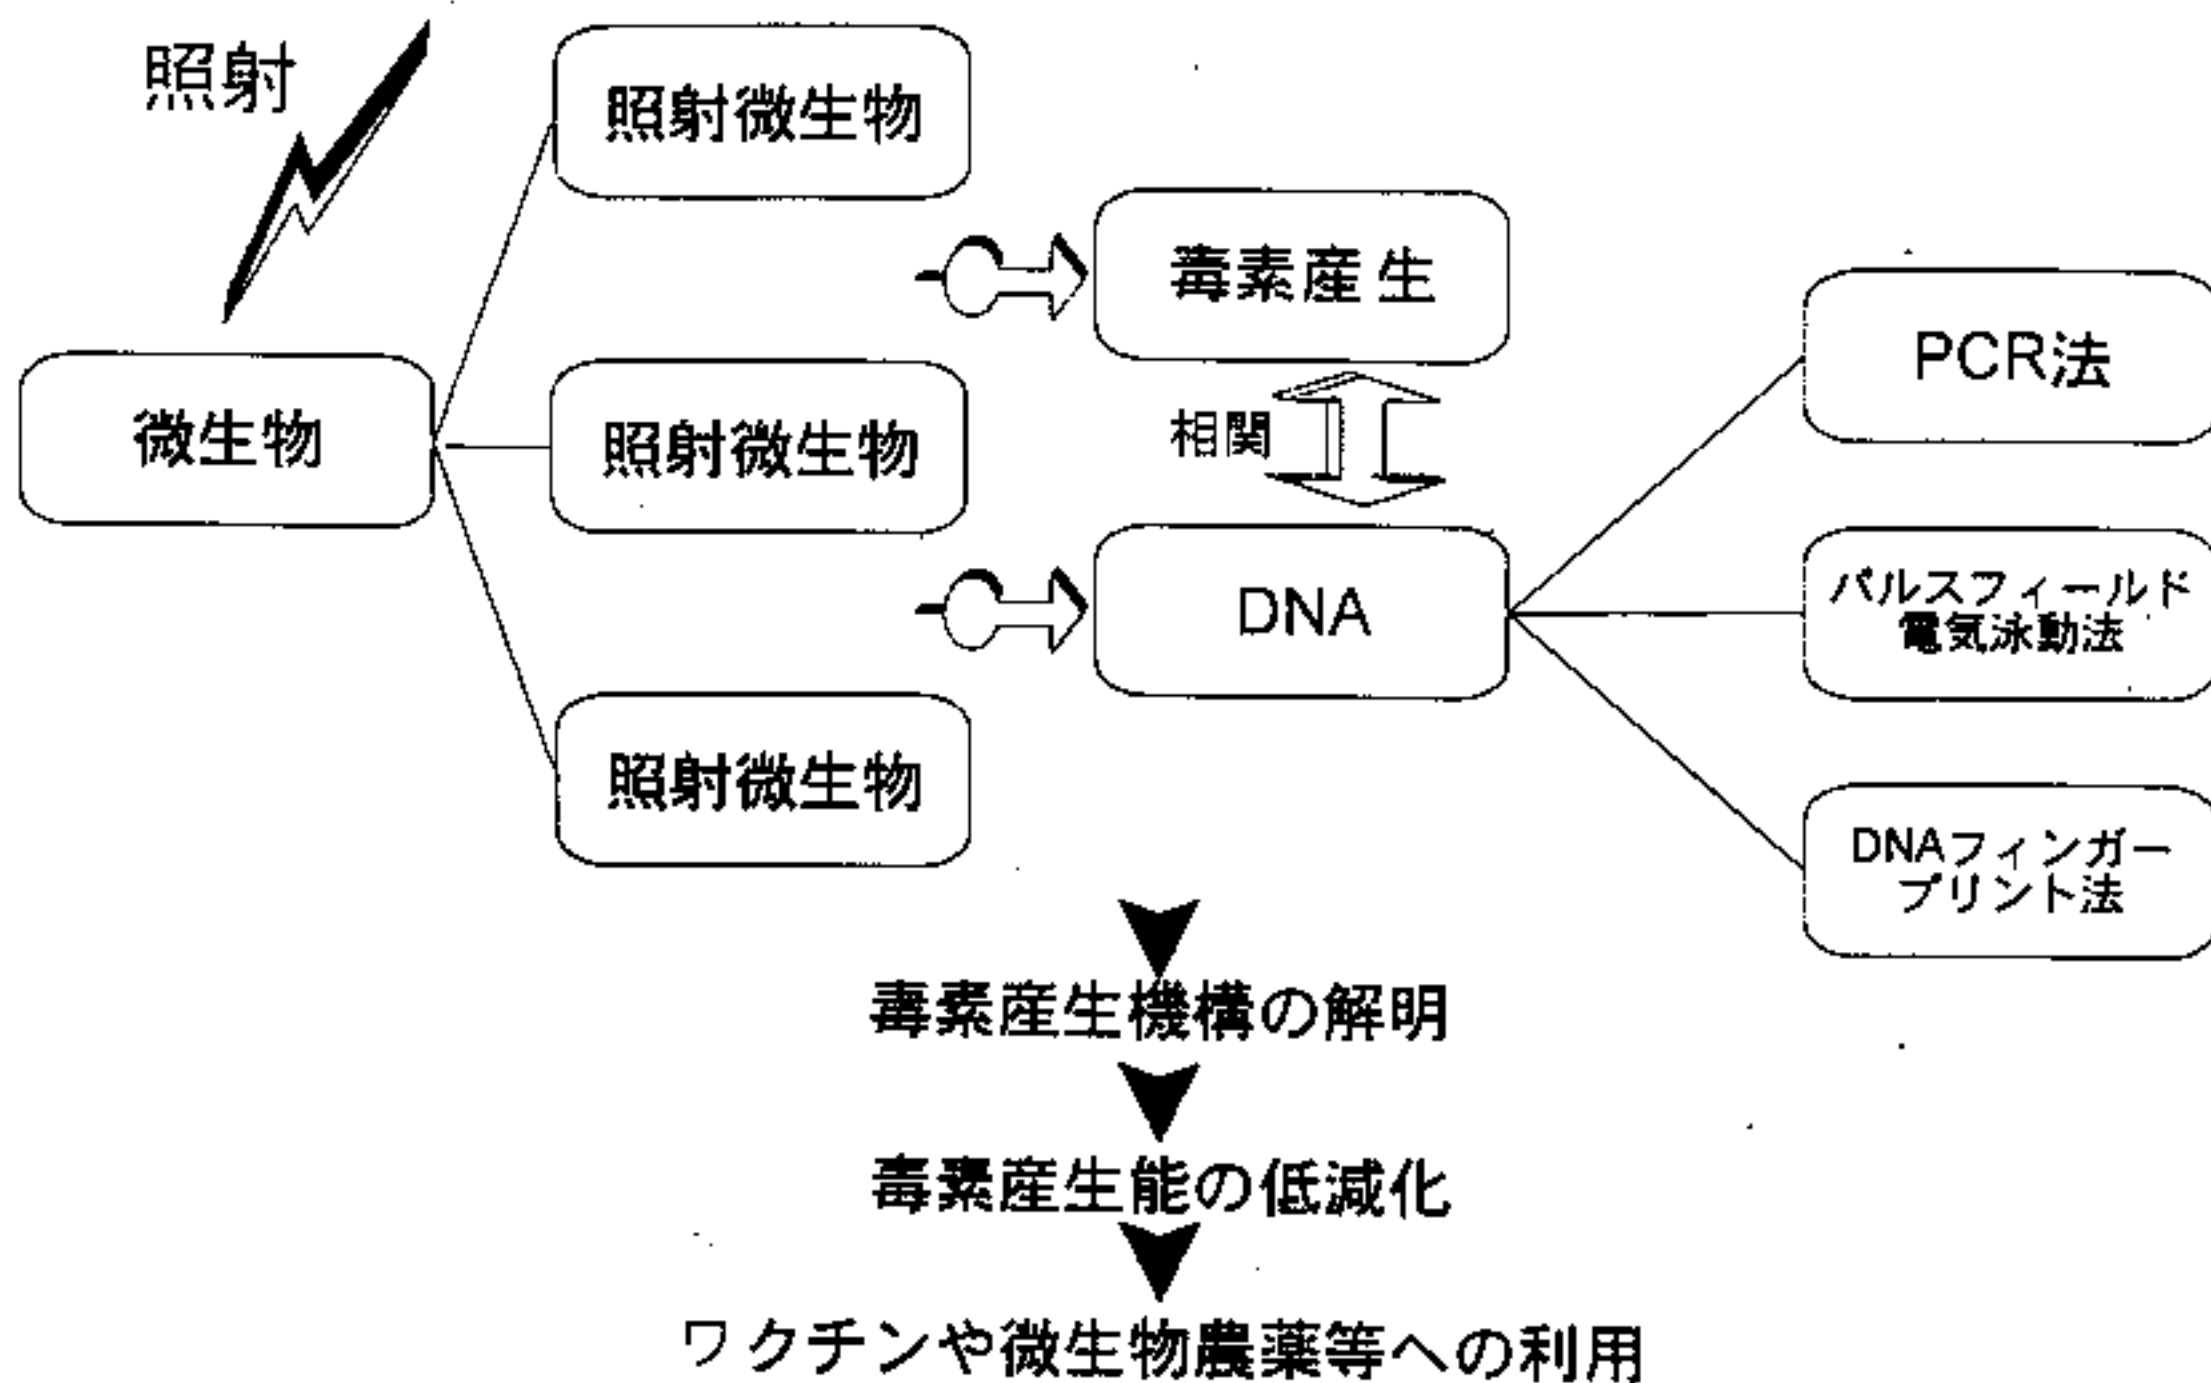 照射
照射微生物
微生物
照射微生物
照射微生物
毒素産生
相関
DNA
PCR法
パルスフィールド
電気泳動法
DNAフィンガー
プリント法
毒素産生機構の解明
毒素産生能の低減化
ワクチンや微生物農薬等への利用